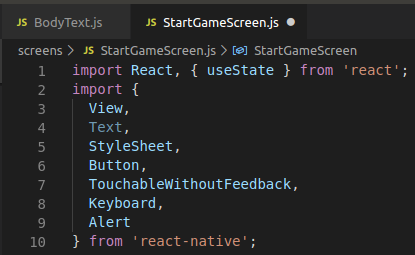 JS BodyText.js JS StartGameScreen.js ●
screens > JS StartGameScreen.js > StartGameScreen
1 import React, { useState } from 'react';
2 import {
3 View,
4 Text,
5 StyleSheet,
6 Button,
7 TouchableWithoutFeedback,
8 Keyboard,
9 Alert
10 } from 'react-native';